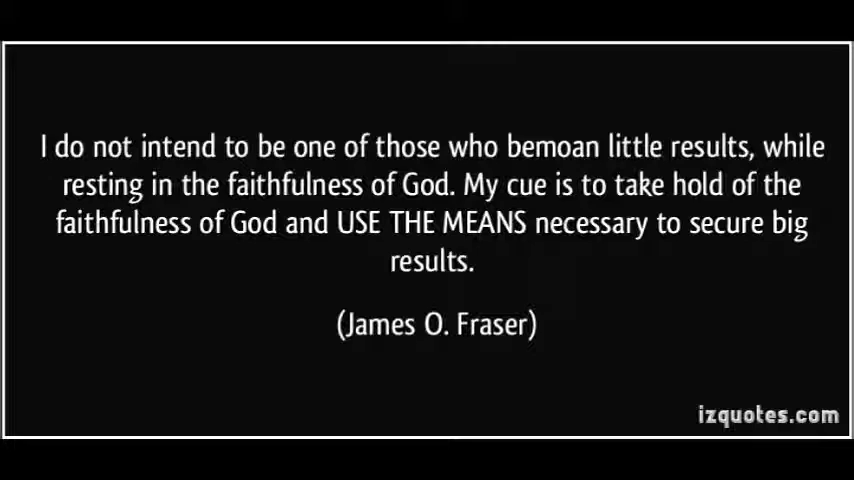 I do not intend to be one of those who bemoan little results, while
resting in the faithfulness of God. My cue is to take hold of the
faithfulness of God and USE THE MEANS necessary to secure big
results.
(James O. Fraser)
izquotes.com